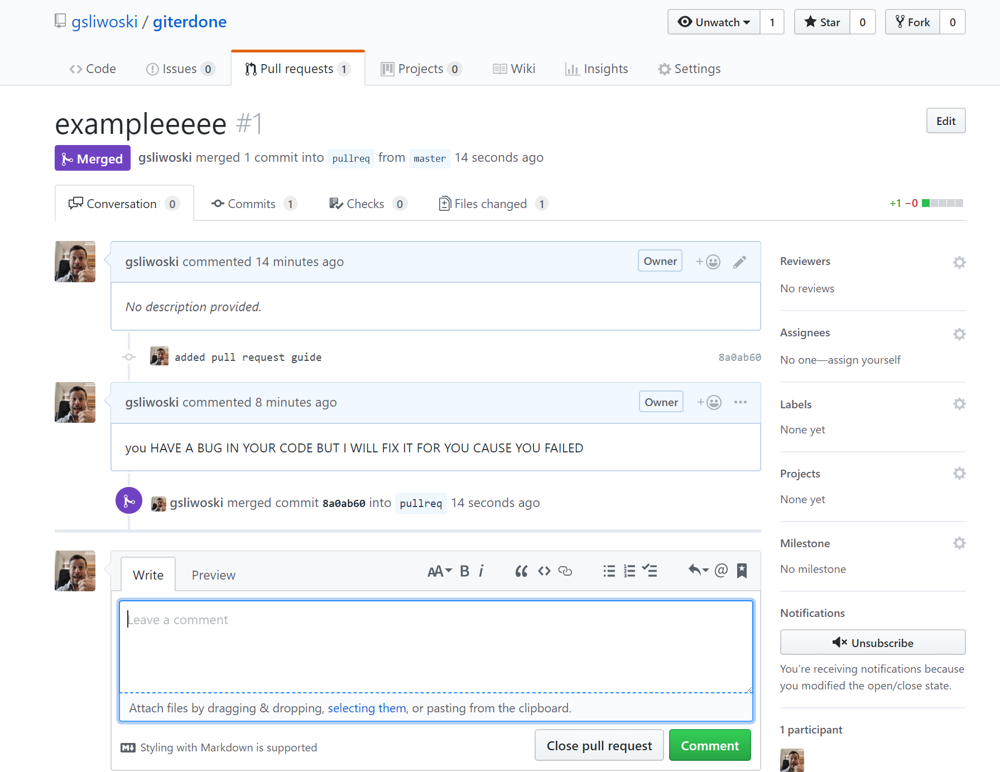 gsliwoski / giterdone
Unwatch 1
Star 0
Fork 0
Code
Issues 0
Pull requests 1
Projects 0
Wiki
Insights
Settings
exampleeeee #1
Edit
Merged
gsliwoski merged 1 commit into pullreq from master 14 seconds ago
Conversation 0
Commits 1
Checks 0
Files changed 1
+1 −0
gsliwoski commented 14 minutes ago
Owner
No description provided.
added pull request guide
8a0ab60
gsliwoski commented 8 minutes ago
Owner
you HAVE A BUG IN YOUR CODE BUT I WILL FIX IT FOR YOU CAUSE YOU FAILED
gsliwoski merged commit 8a0ab60 into pullreq 14 seconds ago
Write
Preview
Leave a comment
Attach files by dragging & dropping, selecting them, or pasting from the clipboard.
Styling with Markdown is supported
Close pull request
Comment
Reviewers
No reviews
Assignees
No one—assign yourself
Labels
None yet
Projects
None yet
Milestone
No milestone
Notifications
Unsubscribe
You’re receiving notifications because
you modified the open/close state.
1 participant